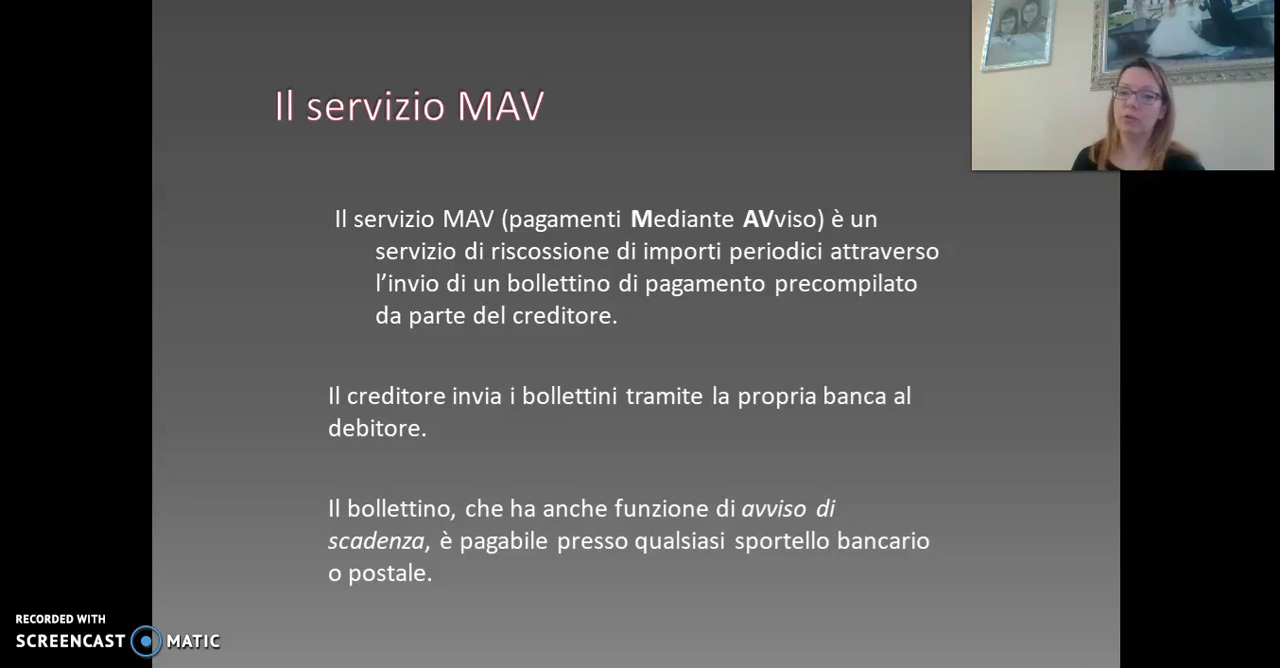 Il servizio MAV
Il servizio MAV (pagamenti Mediante AVviso) è un
servizio di riscossione di importi periodici attraverso
l’invio di un bollettino di pagamento precompilato
da parte del creditore.
Il creditore invia i bollettini tramite la propria banca al
debitore.
Il bollettino, che ha anche funzione di avviso di
scadenza, è pagabile presso qualsiasi sportello bancario
o postale.
RECORDED WITH
SCREENCAST MATIC